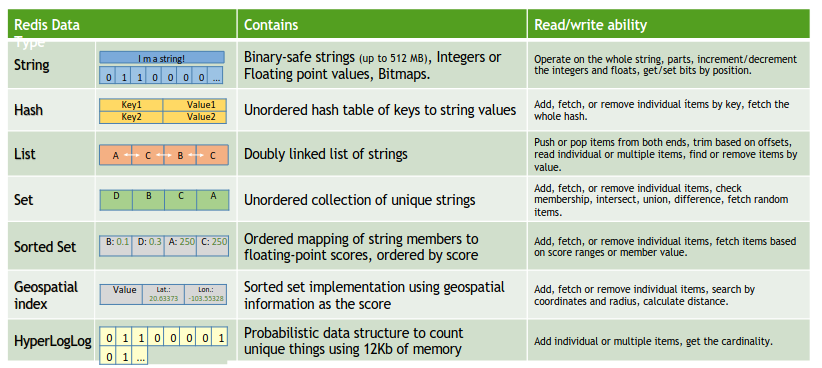 Redis Data Type
Contains
Read/write ability
String
I m a string!
0 1 1 0 0 0 0 ...
Binary-safe strings (up to 512 MB), Integers or
Floating point values, Bitmaps.
Operate on the whole string, parts, increment/decrement
the integers and floats, get/set bits by position.
Hash
Key1 Value1
Key2 Value2
Unordered hash table of keys to string values
Add, fetch, or remove individual items by key, fetch the
whole hash.
List
A C B C
Doubly linked list of strings
Push or pop items from both ends, trim based on offsets,
read individual or multiple items, find or remove items by
value.
Set
D B C A
Unordered collection of unique strings
Add, fetch, or remove individual items, check
membership, intersect, union, difference, fetch random
items.
Sorted Set
B: 0.1 D: 0.3 A: 250 C: 250
Ordered mapping of string members to
floating-point scores, ordered by score
Add, fetch, or remove individual items, fetch items based
on score ranges or member value.
Geospatial
index
Value Lat.: Lon.:
20.63373 -103.55328
Sorted set implementation using geospatial
information as the score
Add, fetch or remove individual items, search by
coordinates and radius, calculate distance.
HyperLogLog
0 1 1 0 0 0 0 1
0 1 ...
Probabilistic data structure to count
unique things using 12Kb of memory
Add individual or multiple items, get the cardinality.